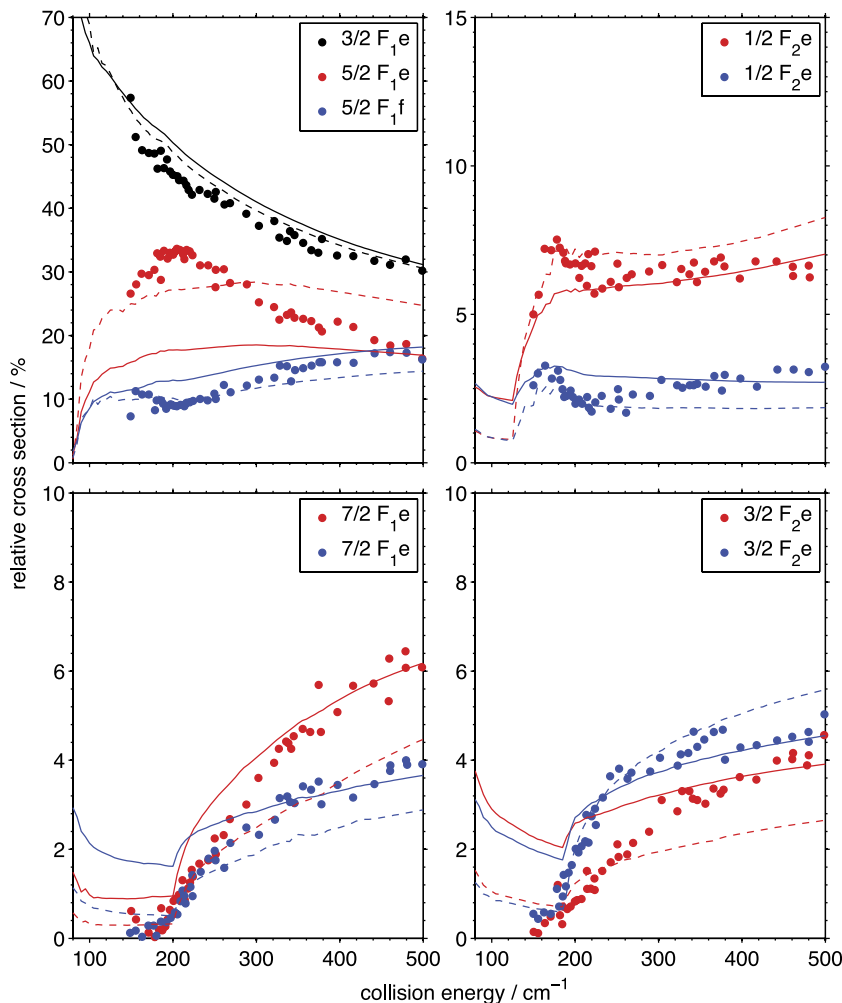 70
60
50
40
30
20
10
0
3/2 F1e
5/2 F1e
5/2 F1f
15
10
5
0
1/2 F2e
1/2 F2e
relative cross section / %
10
8
6
4
2
0
100 200 300 400 500
7/2 F1e
7/2 F1e
10
8
6
4
2
0
100 200 300 400 500
3/2 F2e
3/2 F2e
collision energy / cm−1